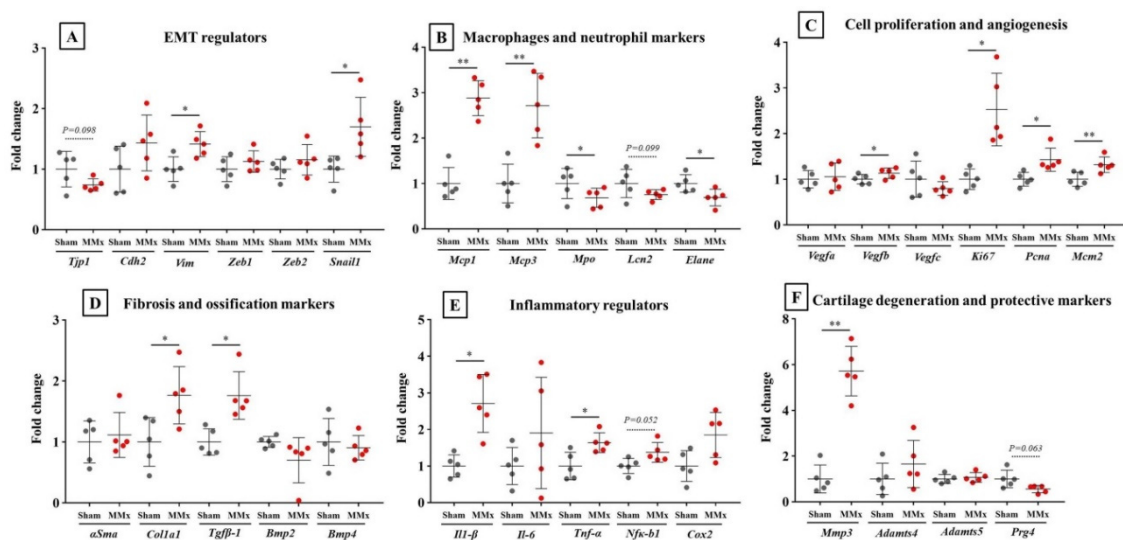 A EMT regulators
Fold change
3
2
1
0
P=0.098
*
*
Sham MMx Sham MMx Sham MMx Sham MMx Sham MMx Sham MMx
Tjp1 Cdh2 Vim Zeb1 Zeb2 Snail1
B Macrophages and neutrophil markers
Fold change
4
3
2
1
0
**
**
*
P=0.099
*
Sham MMx Sham MMx Sham MMx Sham MMx Sham MMx
Mcp1 Mcp3 Mpo Lcn2 Elane
C Cell proliferation and angiogenesis
Fold change
4
3
2
1
0
*
*
*
**
Sham MMx Sham MMx Sham MMx Sham MMx Sham MMx Sham MMx
Vegfa Vegfb Vegfc Ki67 Pcna Mcm2
D Fibrosis and ossification markers
Fold change
3
2
1
0
*
*
Sham MMx Sham MMx Sham MMx Sham MMx Sham MMx
αSma Col1a1 Tgfβ-1 Bmp2 Bmp4
E Inflammatory regulators
Fold change
5
4
3
2
1
0
*
*
P=0.052
Sham MMx Sham MMx Sham MMx Sham MMx Sham MMx
Il1-β Il-6 Tnf-α Nfκ-b1 Cox2
F Cartilage degeneration and protective markers
Fold change
8
6
4
2
0
**
P=0.063
Sham MMx Sham MMx Sham MMx Sham MMx
Mmp3 Adamts4 Adamts5 Prg4